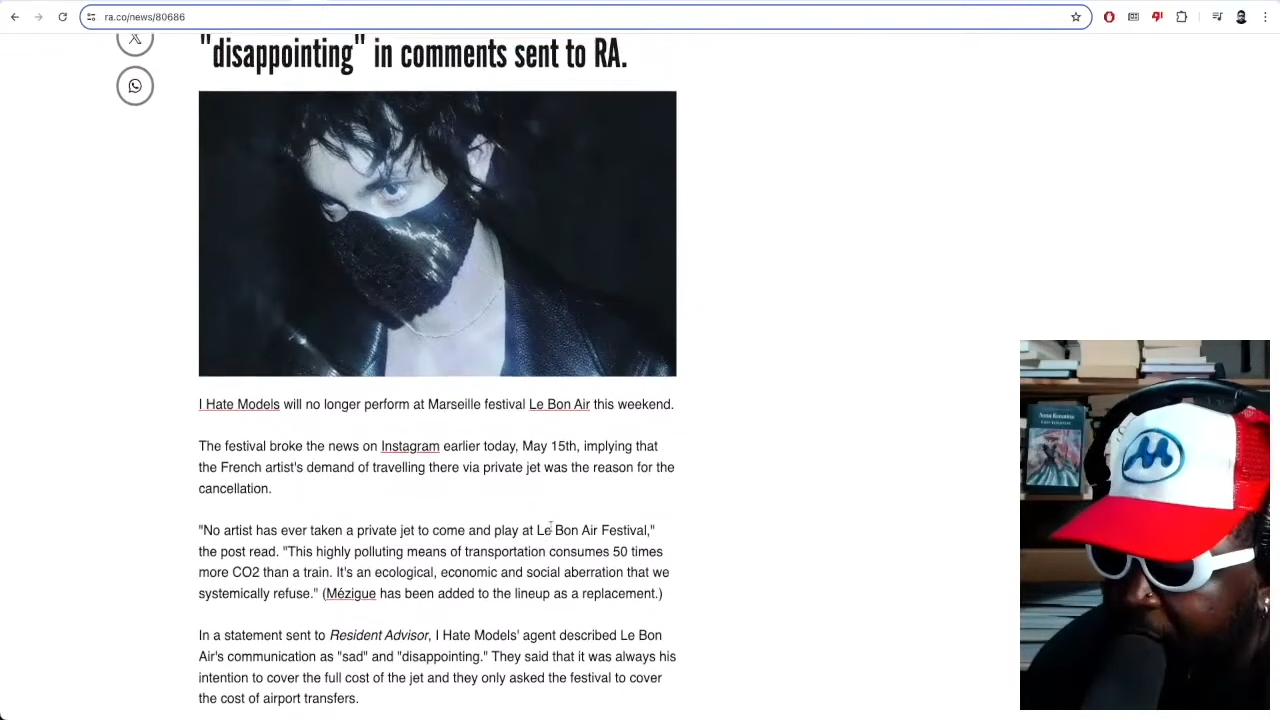 ra.co/news/80686
"disappointing" in comments sent to RA.
I Hate Models will no longer perform at Marseille festival Le Bon Air this weekend.
The festival broke the news on Instagram earlier today, May 15th, implying that
the French artist's demand of travelling there via private jet was the reason for the
cancellation.
"No artist has ever taken a private jet to come and play at Le Bon Air Festival,"
the post read. "This highly polluting means of transportation consumes 50 times
more CO2 than a train. It's an ecological, economic and social aberration that we
systemically refuse." (Mézigue has been added to the lineup as a replacement.)
In a statement sent to Resident Advisor, I Hate Models' agent described Le Bon
Air's communication as "sad" and "disappointing." They said that it was always his
intention to cover the full cost of the jet and they only asked the festival to cover
the cost of airport transfers.